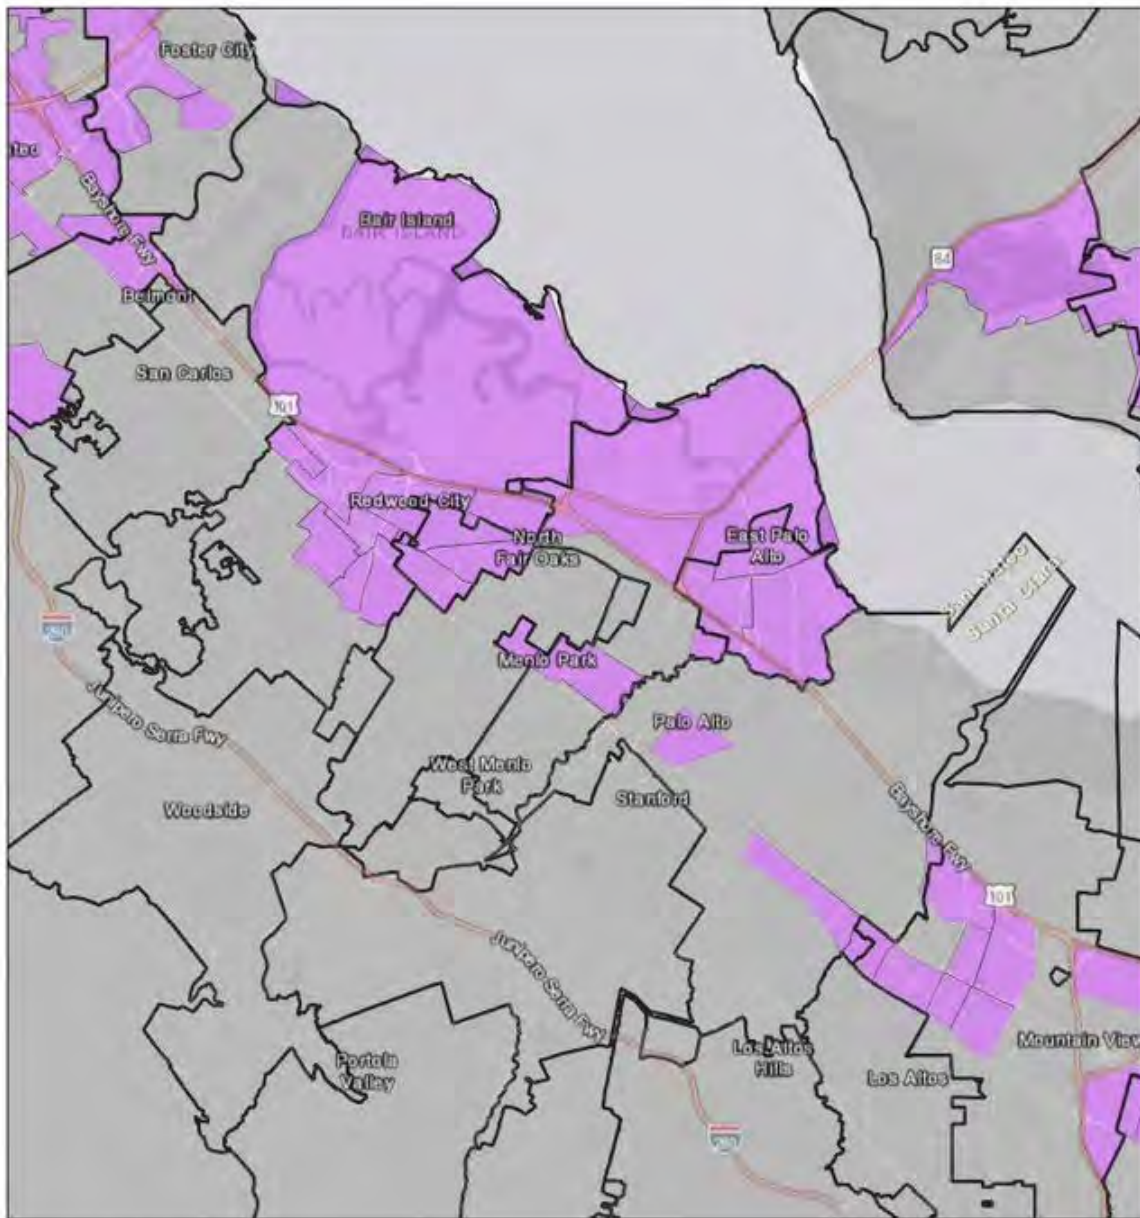 Foster City
Bayshore Fwy
Bair Island
BAIR ISLAND
84
Belmont
San Carlos
101
Redwood City
North
Fair Oaks
East Palo
Alto
San Mateo
Santa Clara
280
Menlo Park
Junipero Serra Fwy
Palo Alto
West Menlo
Park
Stanford
Woodside
Bayshore Fwy
101
Junipero Serra Fwy
Portola
Valley
Los Altos
Hills
Los Altos
Mountain View
280